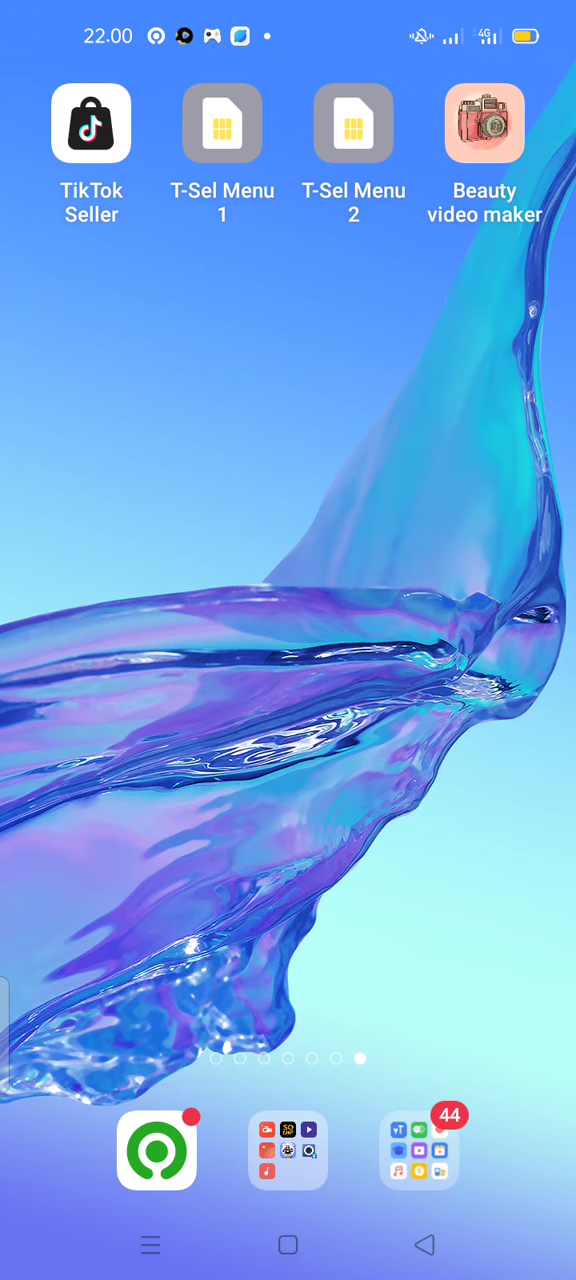 22.00
4G
TikTok
Seller
T-Sel Menu
1
T-Sel Menu
2
Beauty
video maker
44